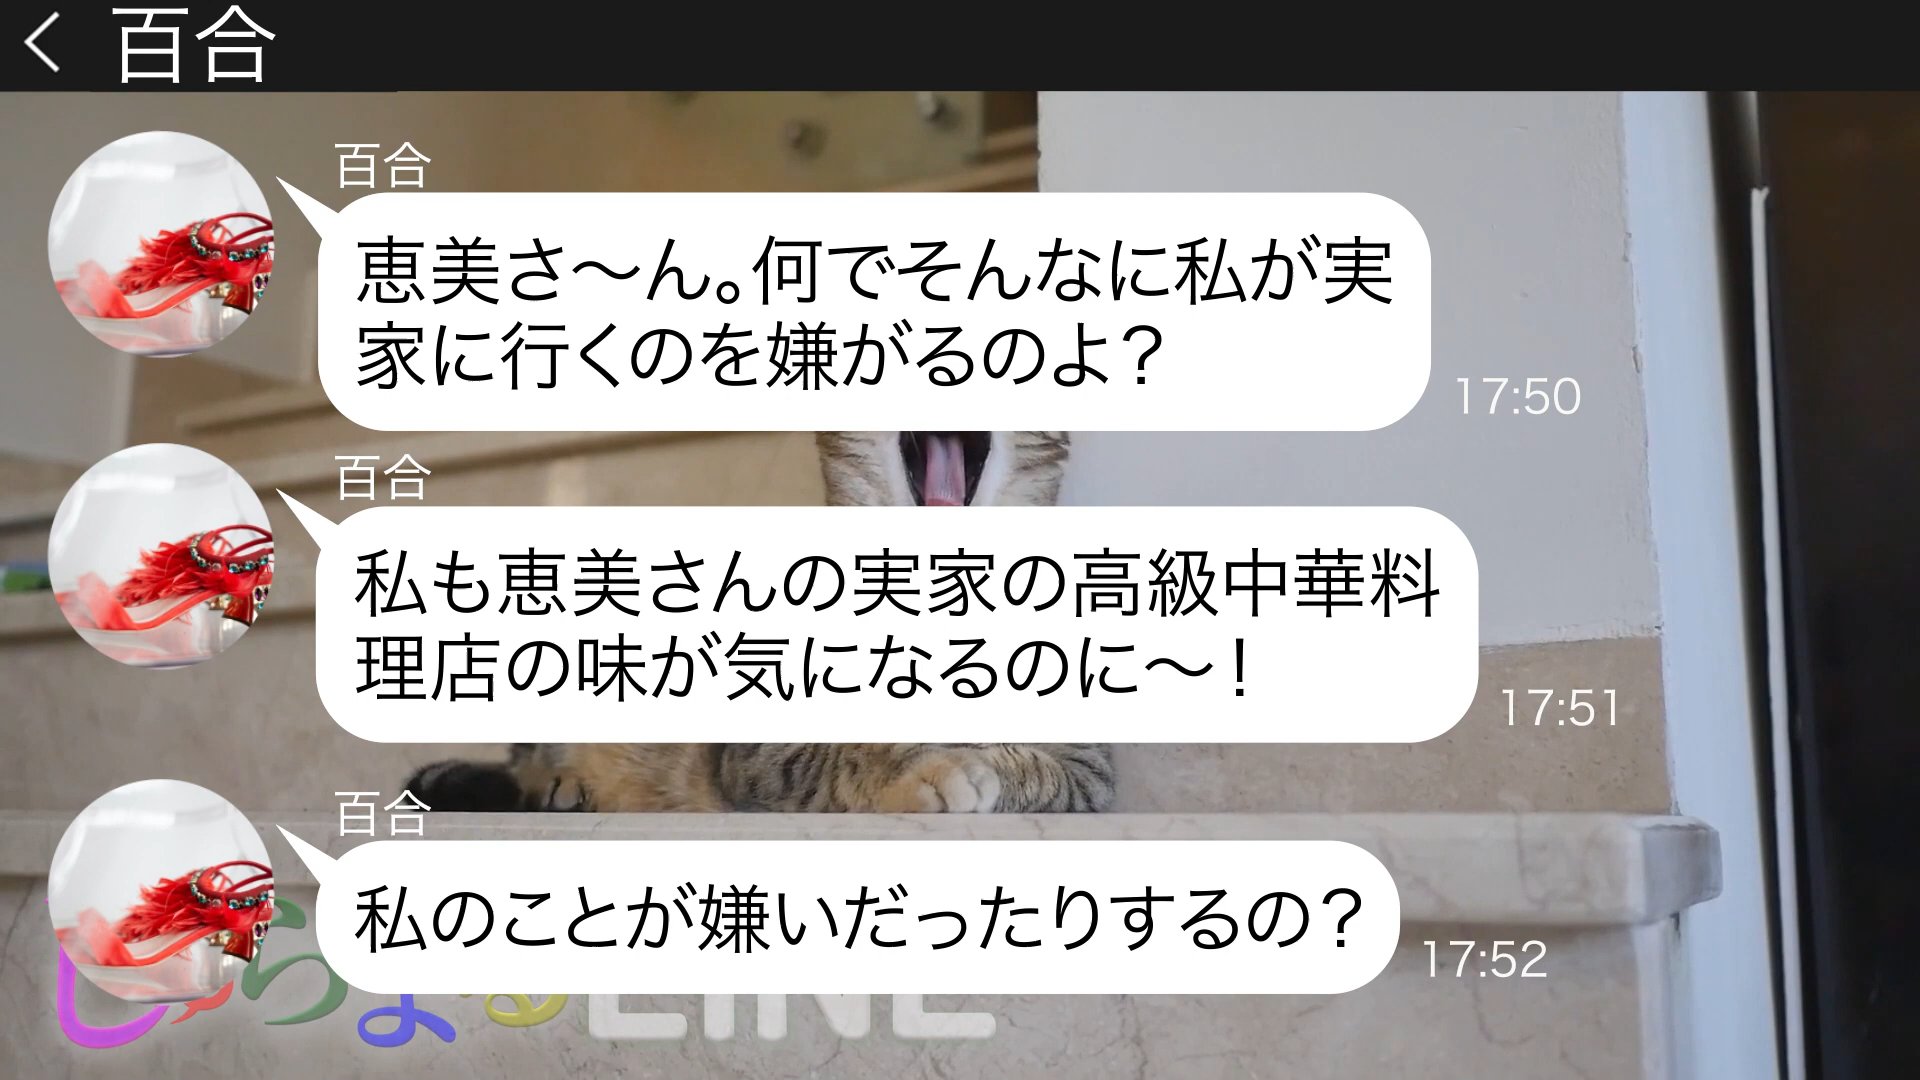 百合
百合
恵美さ〜ん。何でそんなに私が実
家に行くのを嫌がるのよ？
17:50
百合
私も恵美さんの実家の高級中華料
理店の味が気になるのに〜！
17:51
百合
私のことが嫌いだったりするの？
17:52
LINE